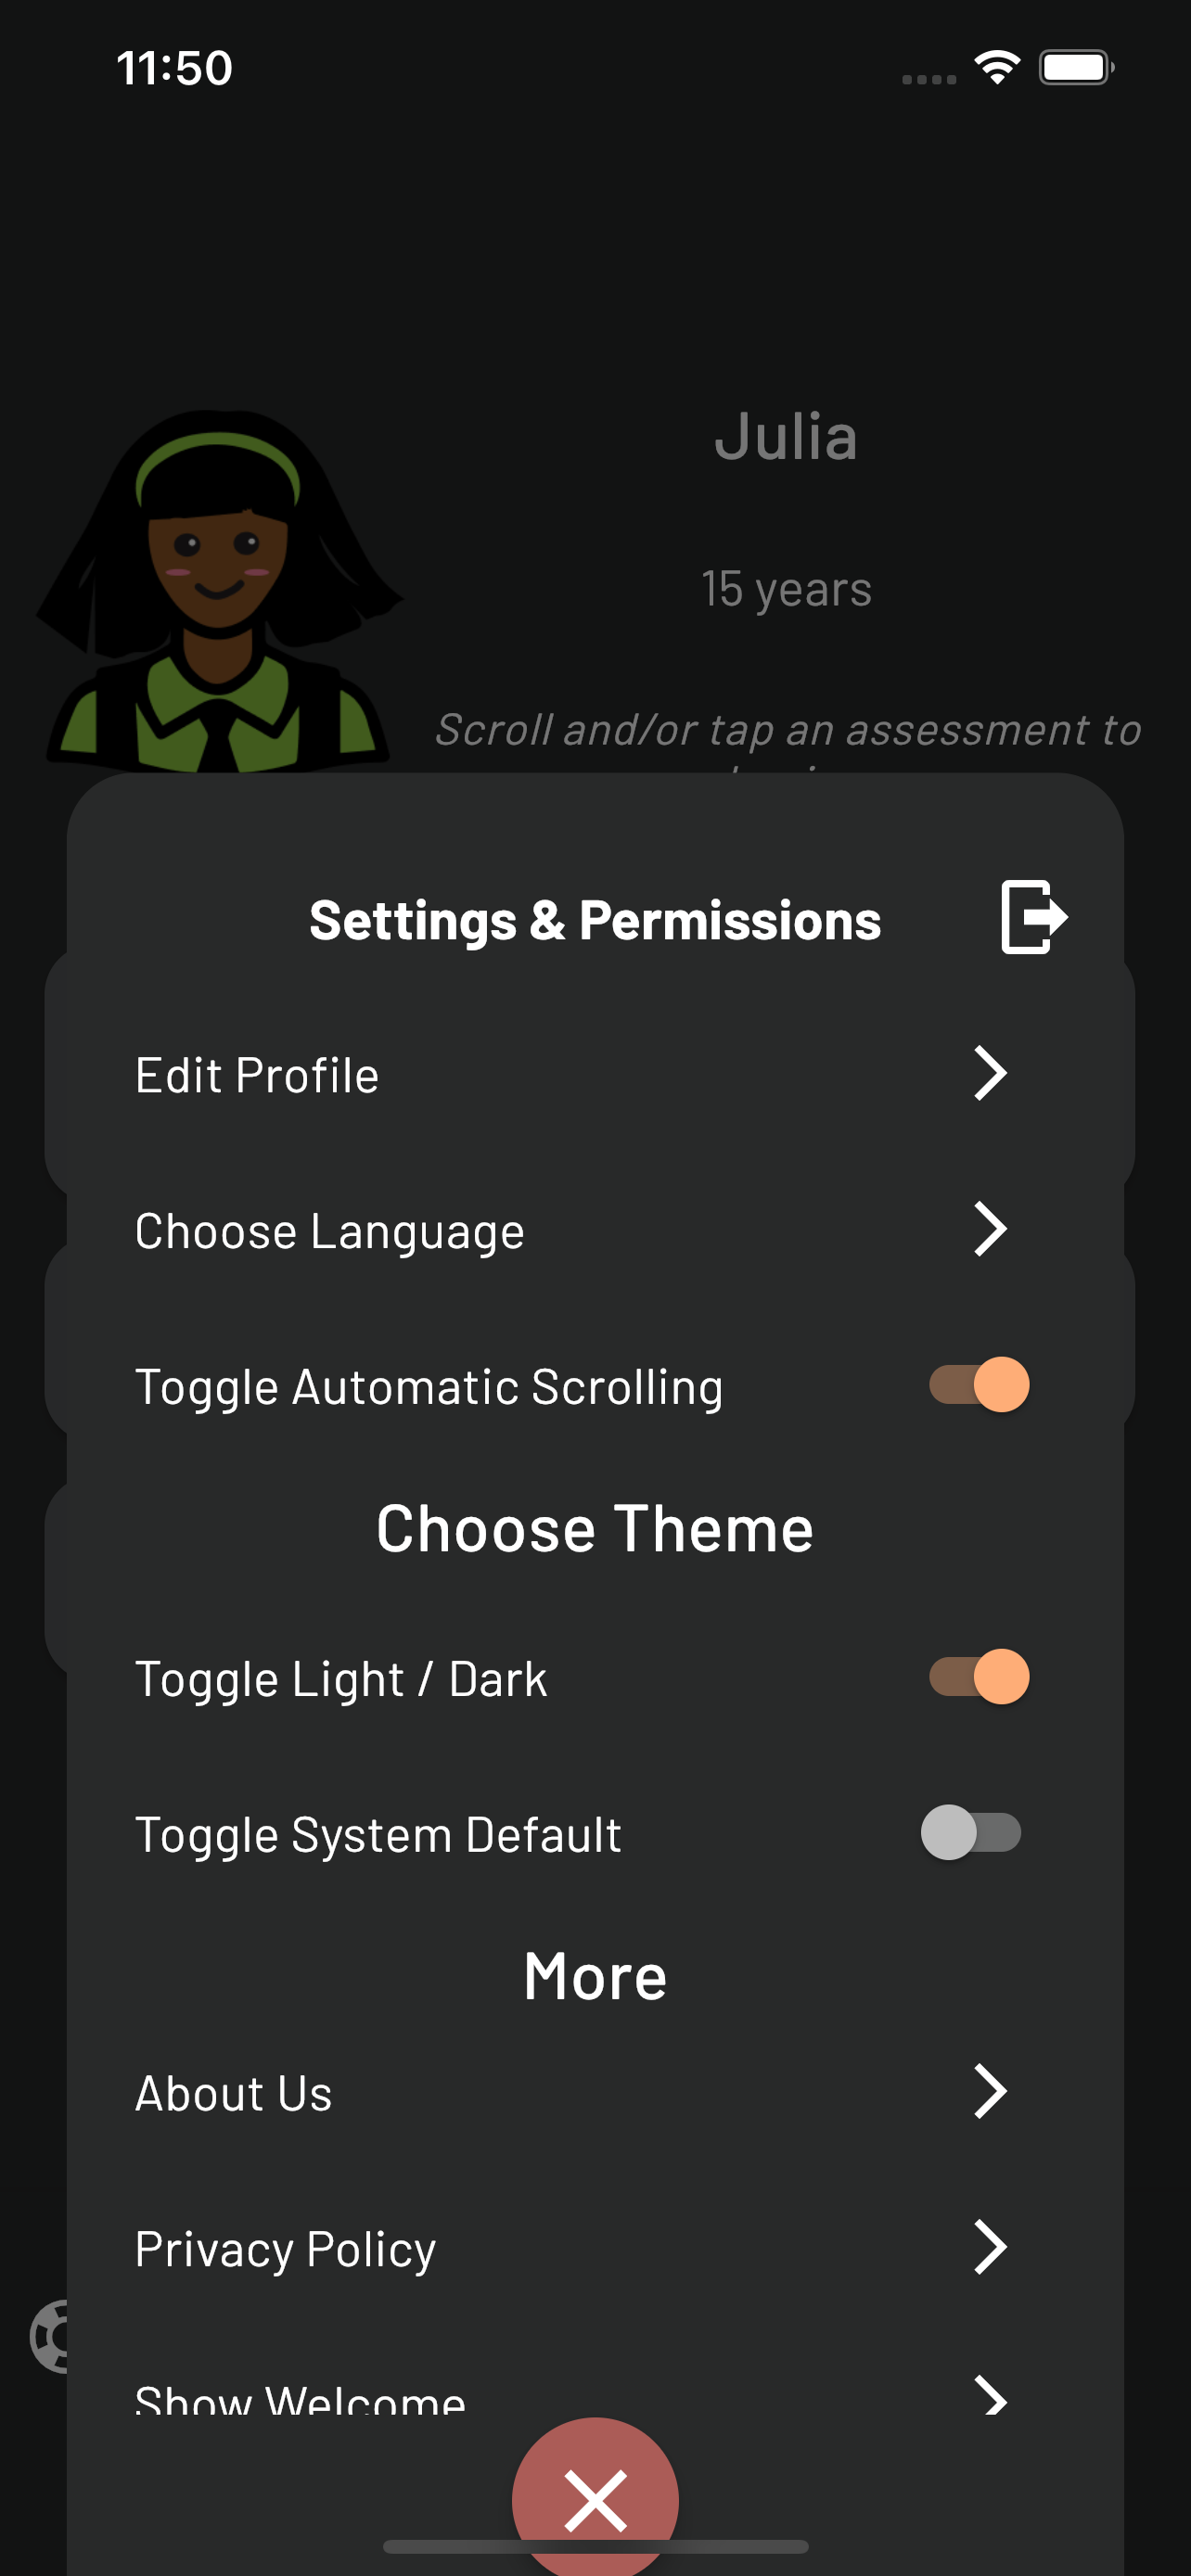 11:50
Julia
15 years
Scroll and/or tap an assessment to
Settings & Permissions
Edit Profile
Choose Language
Toggle Automatic Scrolling
Choose Theme
Toggle Light / Dark
Toggle System Default
More
About Us
Privacy Policy
Show Welcome